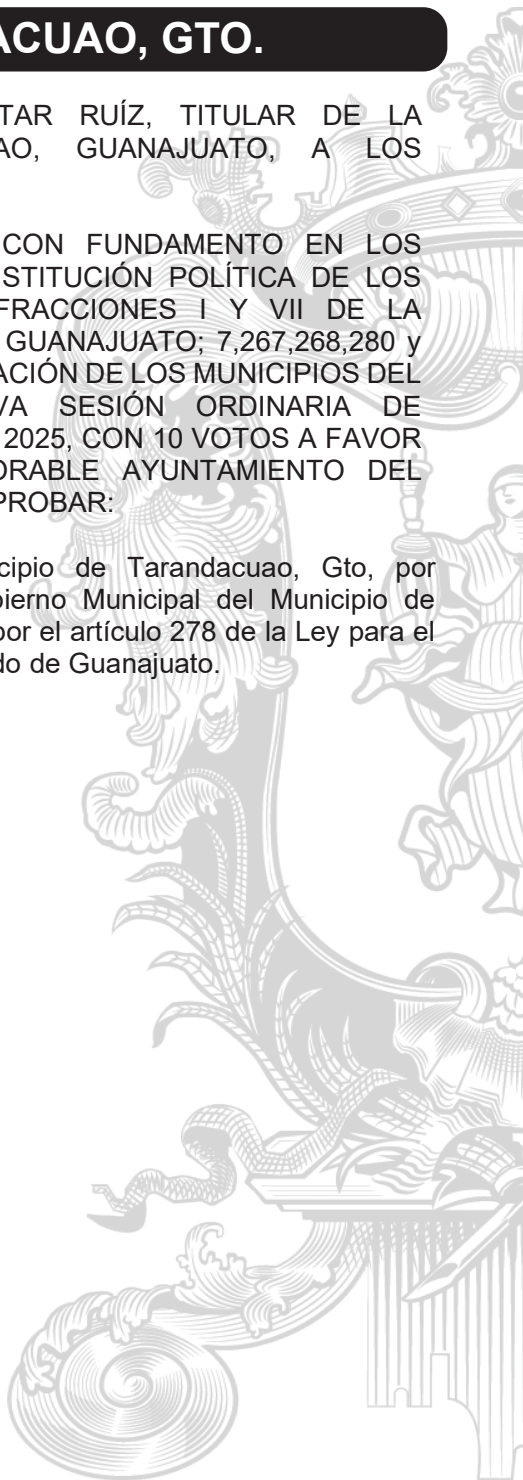 ACUAO, GTO.
TAR RUÍZ, TITULAR DE LA
AO, GUANAJUATO, A LOS
CON FUNDAMENTO EN LOS
STITUCIÓN POLÍTICA DE LOS
FRACCIONES I Y VII DE LA
GUANAJUATO; 7,267,268,280 y
ACIÓN DE LOS MUNICIPIOS DEL
VA SESIÓN ORDINARIA DE
2025, CON 10 VOTOS A FAVOR
ORABLE AYUNTAMIENTO DEL
PROBAR:
cipio de Tarandacuao, Gto, por
bierno Municipal del Municipio de
por el artículo 278 de la Ley para el
do de Guanajuato.